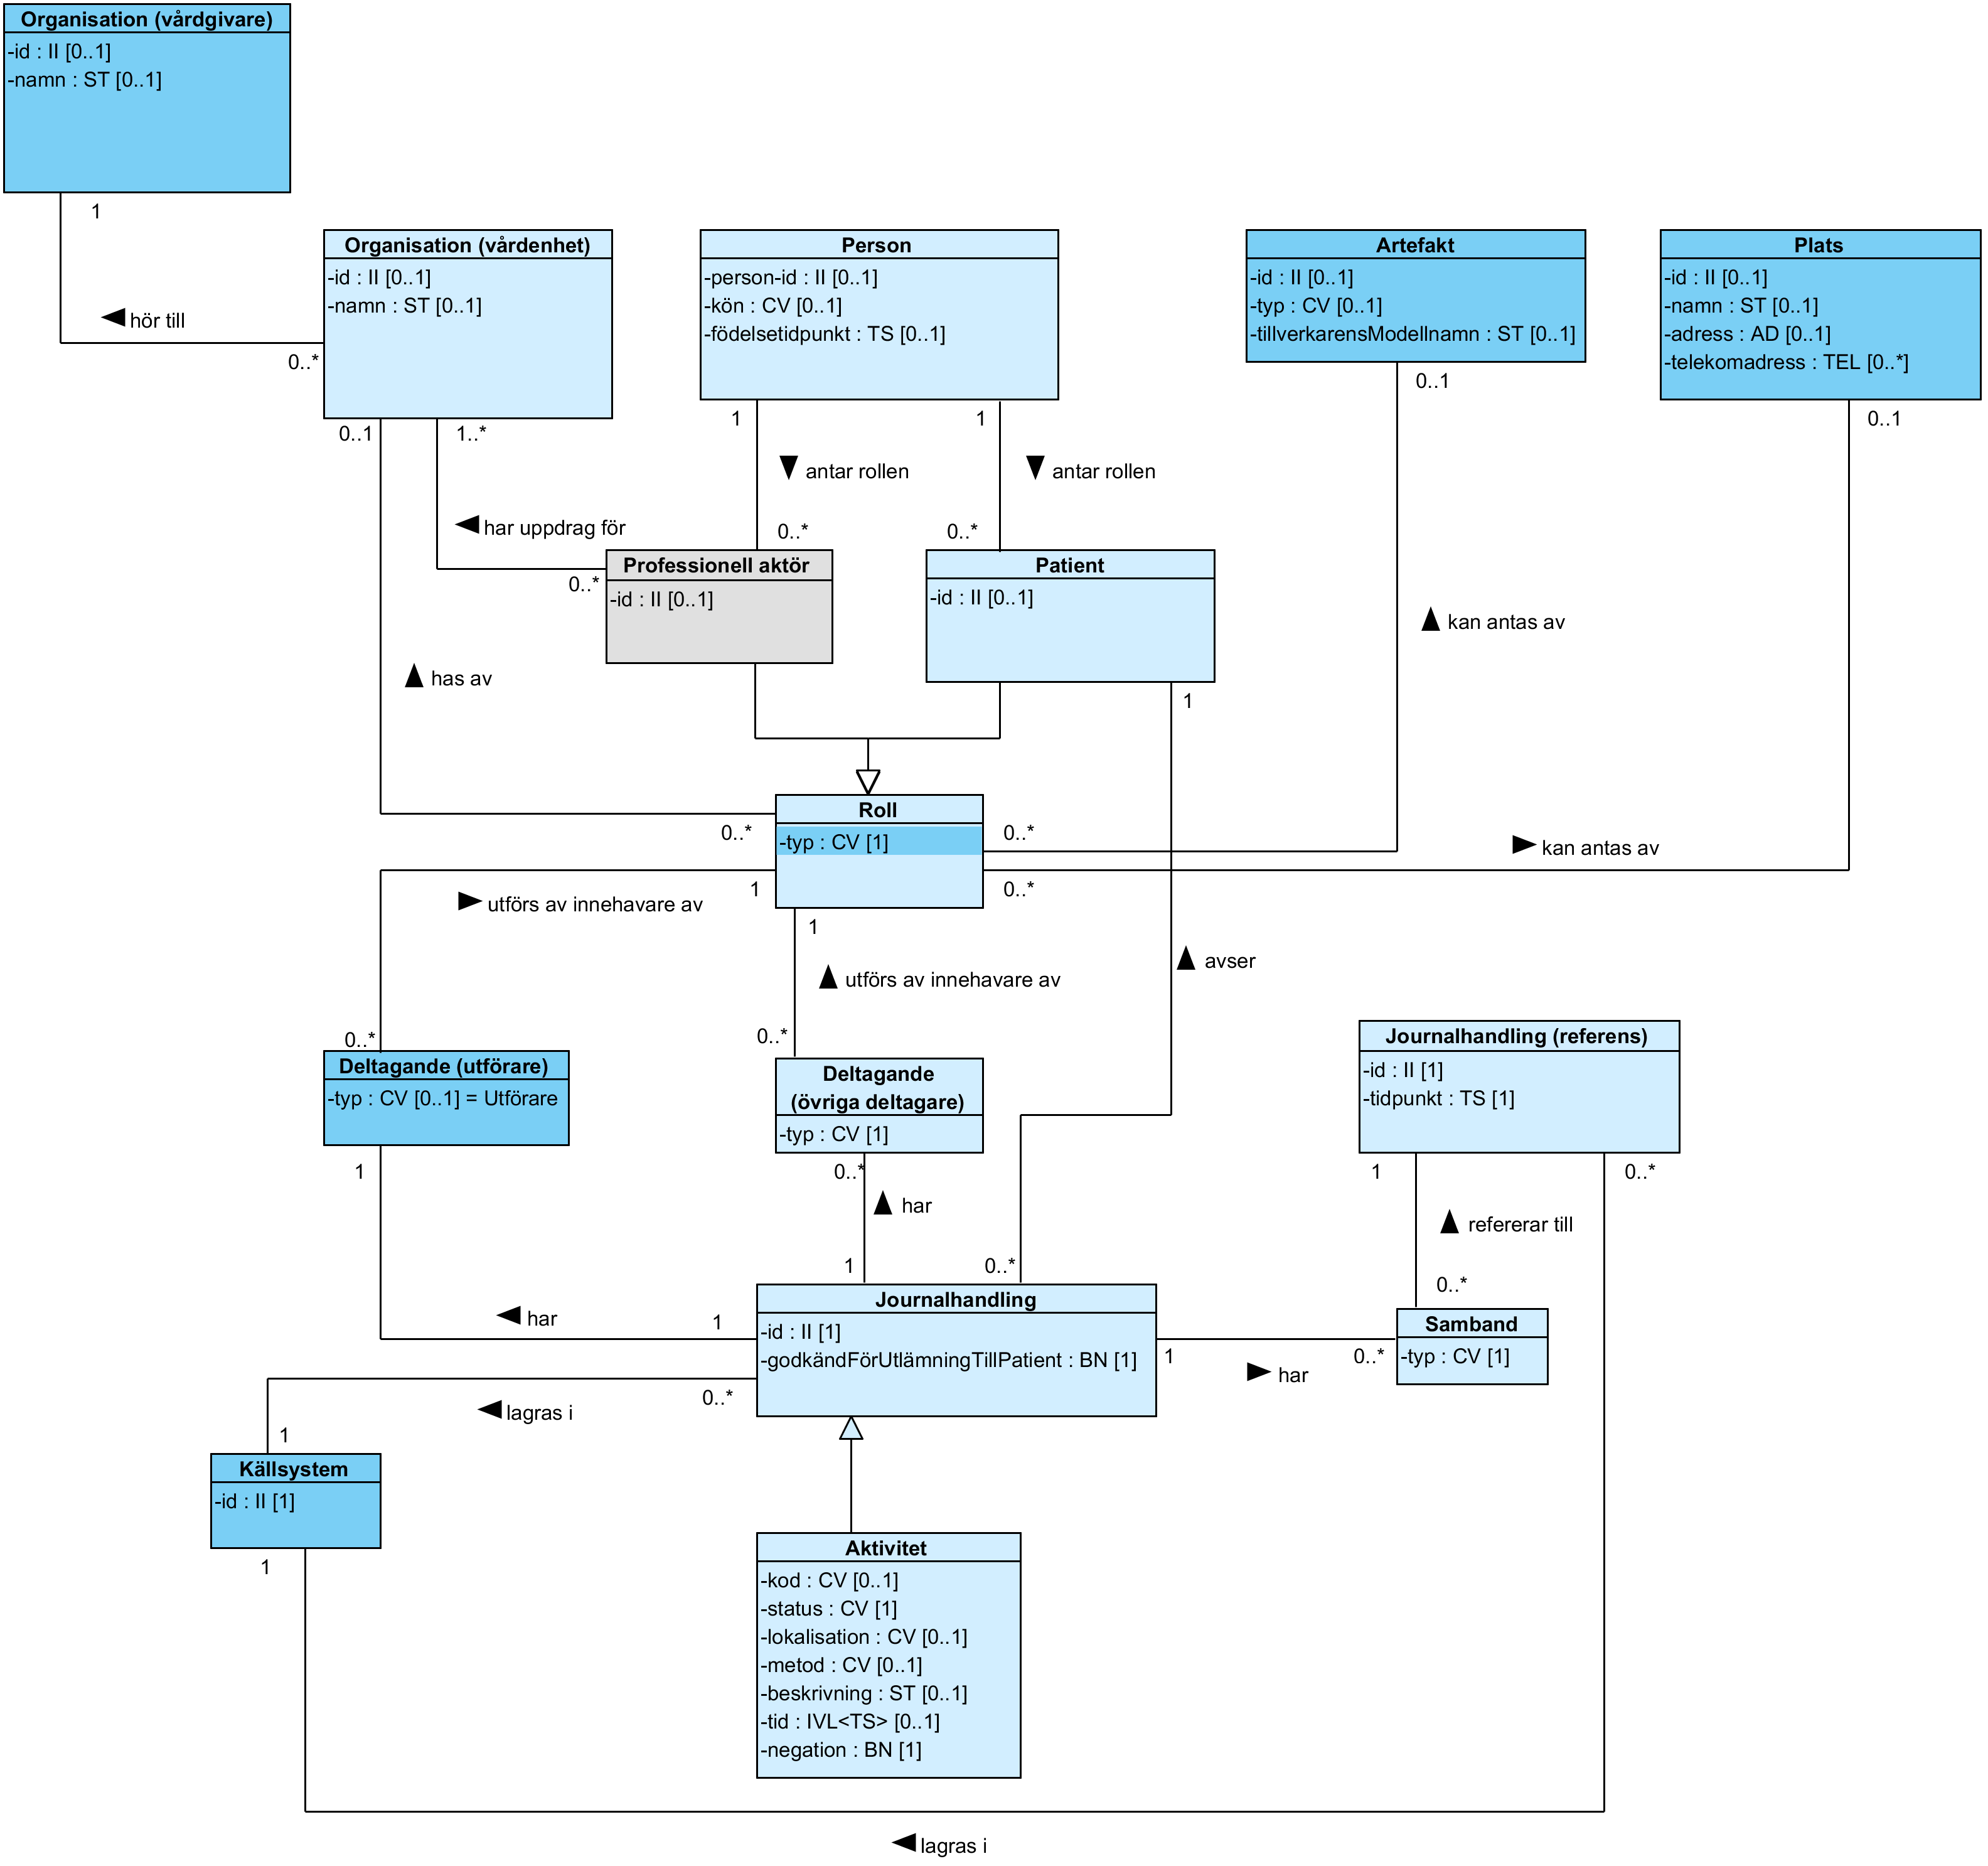 Organisation (vårdgivare)
-id : II [0..1]
-namn : ST [0..1]
1
hör till
0..*
Organisation (vårdenhet)
-id : II [0..1]
-namn : ST [0..1]
0..1
1..*
Person
-person-id : II [0..1]
-kön : CV [0..1]
-födelsetidpunkt : TS [0..1]
1
1
antar rollen
antar rollen
0..*
0..*
Artefakt
-id : II [0..1]
-typ : CV [0..1]
-tillverkarensModellnamn : ST [0..1]
0..1
Plats
-id : II [0..1]
-namn : ST [0..1]
-adress : AD [0..1]
-telekomadress : TEL [0..*]
0..1
har uppdrag för
0..*
Professionell aktör
-id : II [0..1]
Patient
-id : II [0..1]
1
kan antas av
has av
Roll
-typ : CV [1]
0..*
0..*
kan antas av
1
0..*
utförs av innehavare av
1
utförs av innehavare av
avser
0..*
0..*
Deltagande (utförare)
-typ : CV [0..1] = Utförare
1
Deltagande
(övriga deltagare)
-typ : CV [1]
0..*
har
1
0..*
Journalhandling (referens)
-id : II [1]
-tidpunkt : TS [1]
1
0..*
refererar till
0..*
har
1
Journalhandling
-id : II [1]
-godkändFörUtlämningTillPatient : BN [1]
1
0..*
har
Samband
-typ : CV [1]
0..*
lagras i
1
Källsystem
-id : II [1]
1
Aktivitet
-kod : CV [0..1]
-status : CV [1]
-lokalisation : CV [0..1]
-metod : CV [0..1]
-beskrivning : ST [0..1]
-tid : IVL<TS> [0..1]
-negation : BN [1]
lagras i